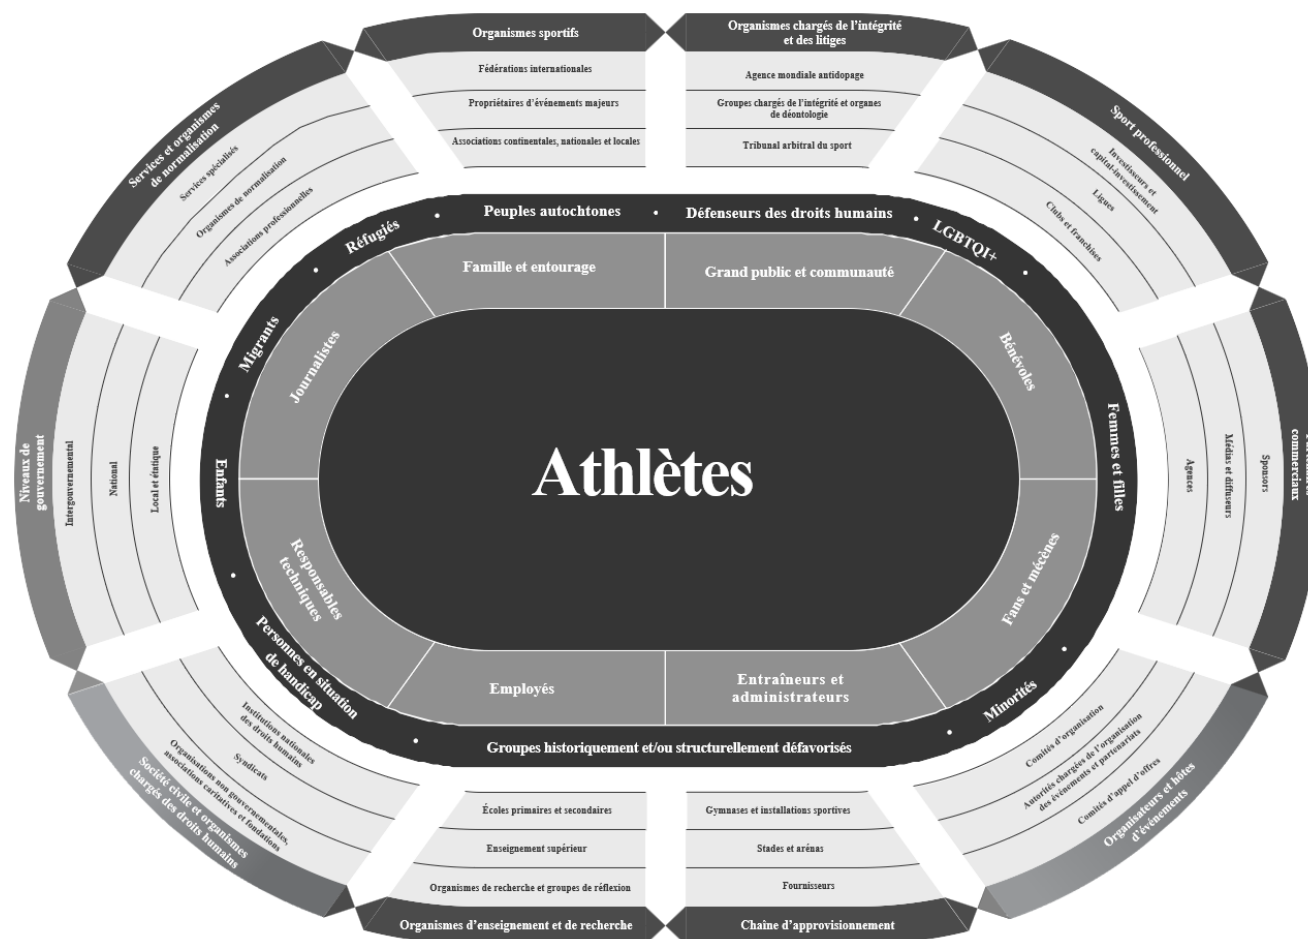 Organismes sportifs
Fédérations internationales
Propriétaires d'événements majeurs
Associations continentales, nationales et locales
Organismes chargés de l'intégrité
et des litiges
Agence mondiale antidopage
Groupes chargés de l'intégrité et organes
de déontologie
Tribunal arbitral du sport
Sport professionnel
Investisseurs et
capital-investissement
Ligues
Clubs et franchises
commerciaux
Sponsors
Médias et diffuseurs
Agences
Organisateurs et hôtes
d'événements
Comités d'organisation
Autorités chargées de l'organisation
des événements et partenariats
Comités d'appel d'offres
Gymnases et installations sportives
Stades et arénas
Fournisseurs
Chaîne d'approvisionnement
Écoles primaires et secondaires
Enseignement supérieur
Organismes de recherche et groupes de réflexion
Organismes d'enseignement et de recherche
Institutions nationales
des droits humains
Syndicats
Organisations non gouvernementales,
associations caritatives et fondations
Société civile et organismes
chargés des droits humains
Niveaux de
gouvernement
Intergouvernemental
National
Local et étatique
Services et organismes
de normalisation
Services spécialisés
Organismes de normalisation
Associations professionnelles
Peuples autochtones
Défenseurs des droits humains
LGBTQI+
Femmes et filles
Minorités
Groupes historiquement et/ou structurellement défavorisés
Personnes en situation
de handicap
Enfants
Migrants
Réfugiés
Famille et entourage
Grand public et communauté
Bénévoles
Fans et mécènes
Entraîneurs et
administrateurs
Employés
Responsables
techniques
Journalistes
Athlètes